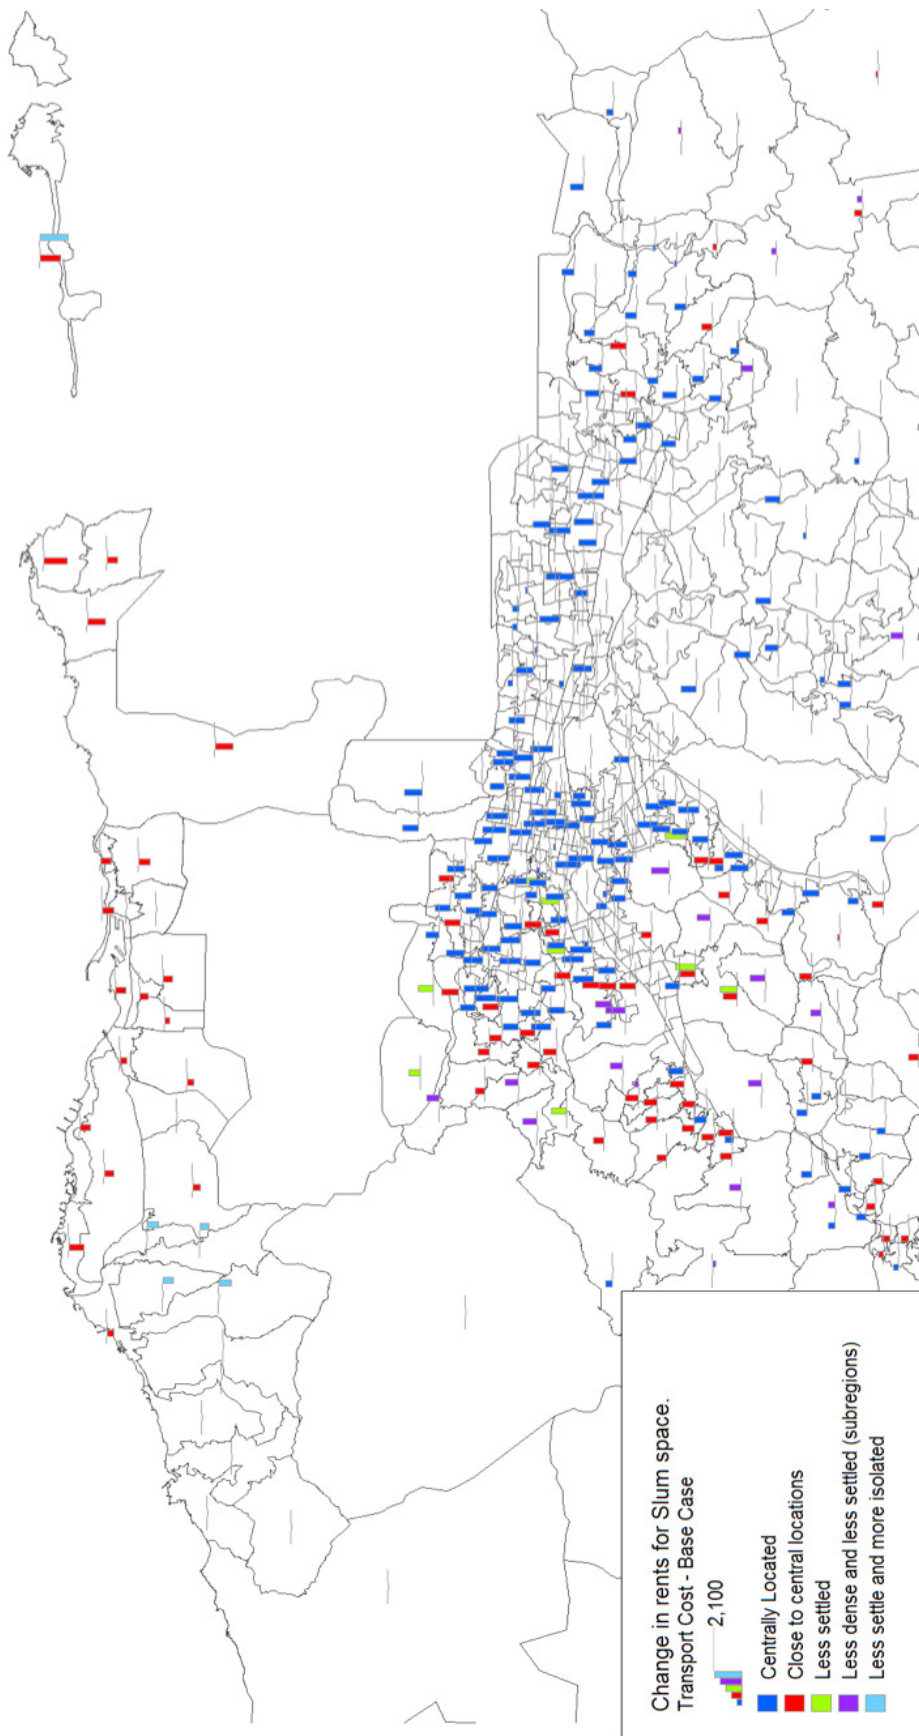 Change in rents for Slum space.
Transport Cost - Base Case
2,100
Centrally Located
Close to central locations
Less settled
Less dense and less settled (subregions)
Less settle and more isolated